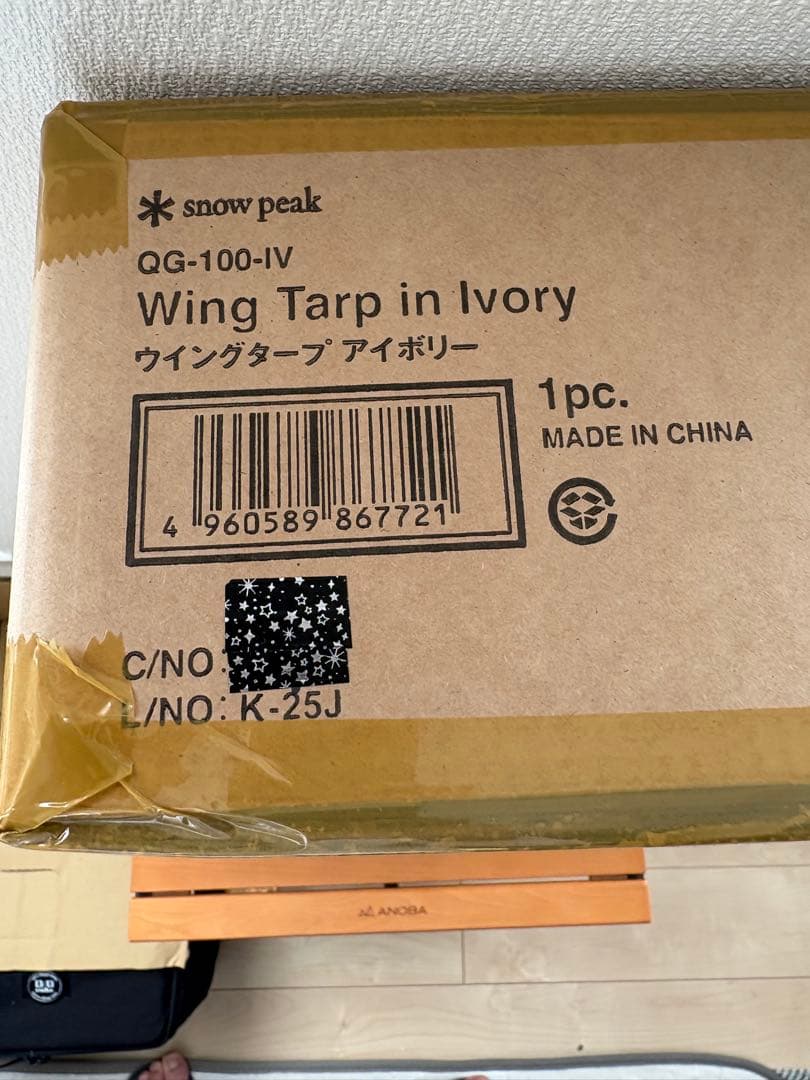 snow peak
QG-100-IV
Wing Tarp in Ivory
ウイングタープ アイボリー
1pc.
MADE IN CHINA
4 960589 867721
C/NO:
L/NO: K-25J
ANOBA